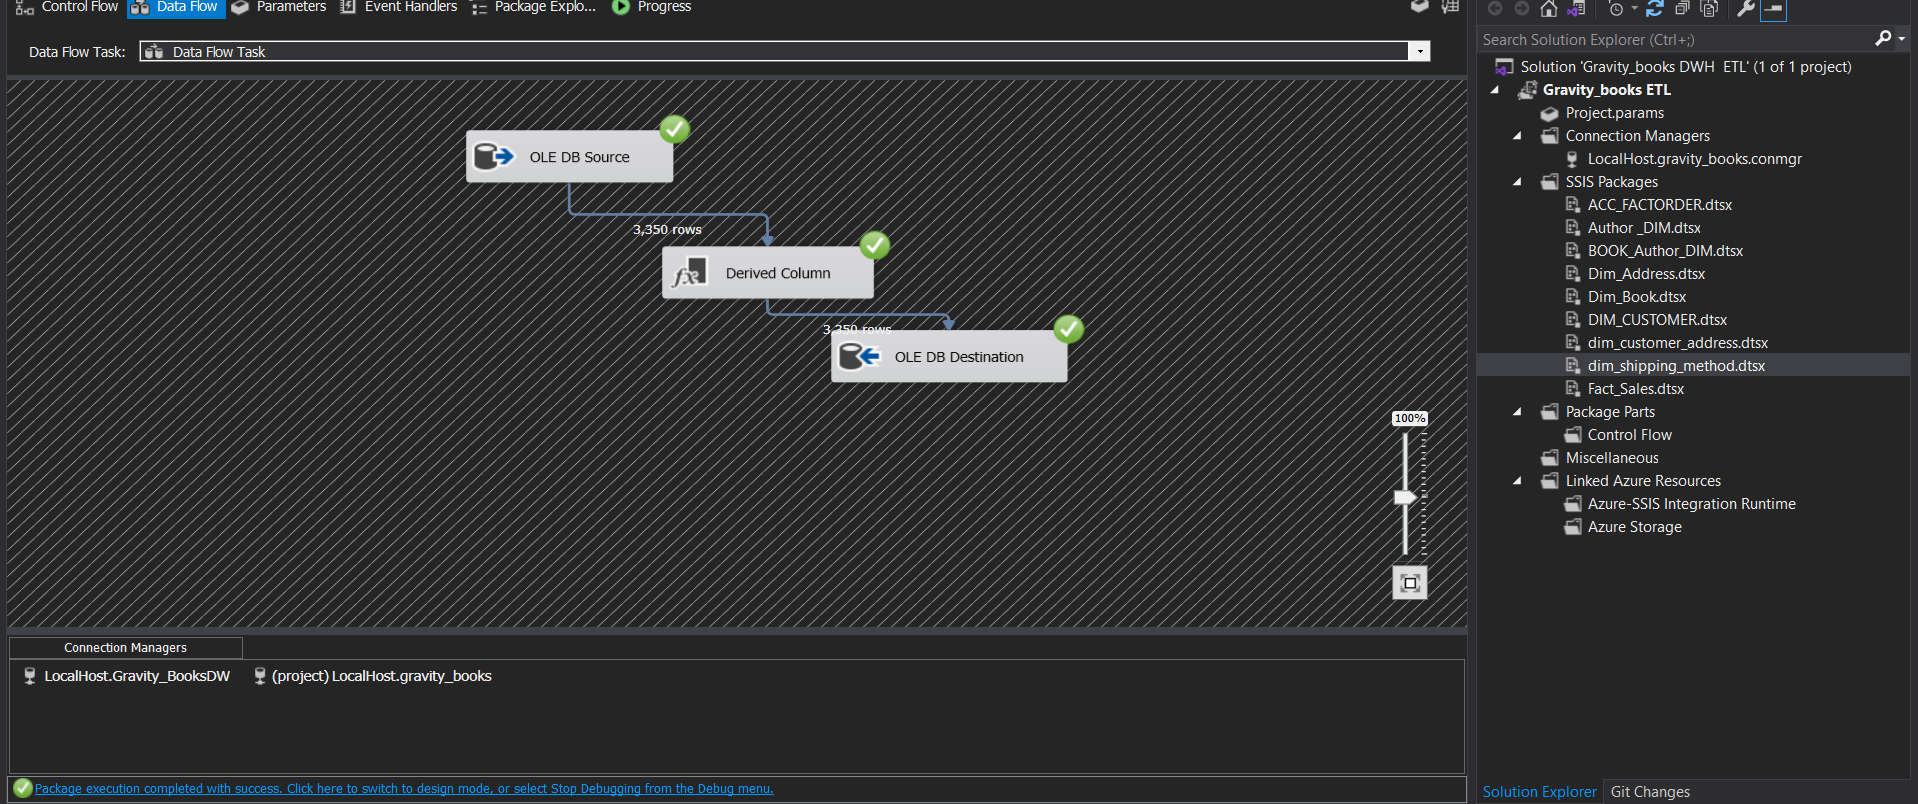 Control Flow
Data Flow
Parameters
Event Handlers
Package Explo...
Progress
Data Flow Task:
Data Flow Task
OLE DB Source
3,350 rows
Derived Column
3,350 rows
OLE DB Destination
100%
Connection Managers
LocalHost.Gravity_BooksDW
(project) LocalHost.gravity_books
Package execution completed with success. Click here to switch to design mode, or select Stop Debugging from the Debug menu.
Search Solution Explorer (Ctrl+;)
Solution 'Gravity_books DWH  ETL' (1 of 1 project)
Gravity_books ETL
Project.params
Connection Managers
LocalHost.gravity_books.conmgr
SSIS Packages
ACC_FACTORDER.dtsx
Author _DIM.dtsx
BOOK_Author_DIM.dtsx
Dim_Address.dtsx
Dim_Book.dtsx
DIM_CUSTOMER.dtsx
dim_customer_address.dtsx
dim_shipping_method.dtsx
Fact_Sales.dtsx
Package Parts
Control Flow
Miscellaneous
Linked Azure Resources
Azure-SSIS Integration Runtime
Azure Storage
Solution Explorer
Git Changes